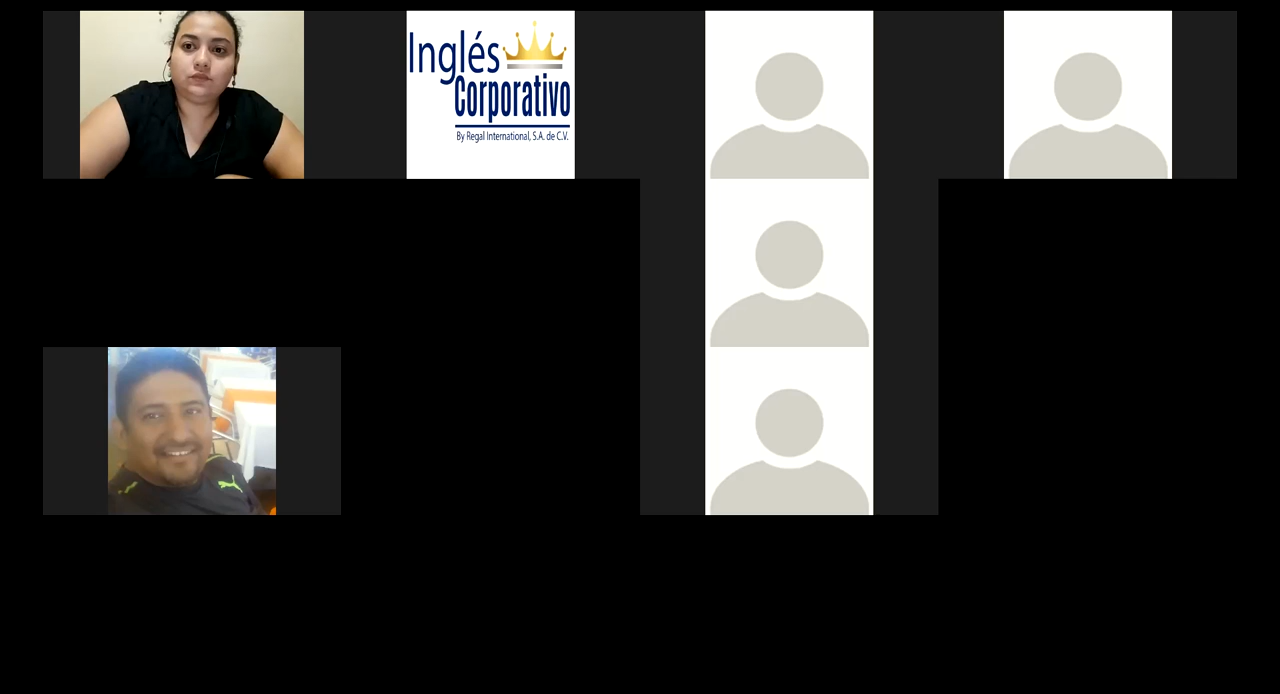 Inglés
Corporativo
By Regal International, S.A. de C.V.